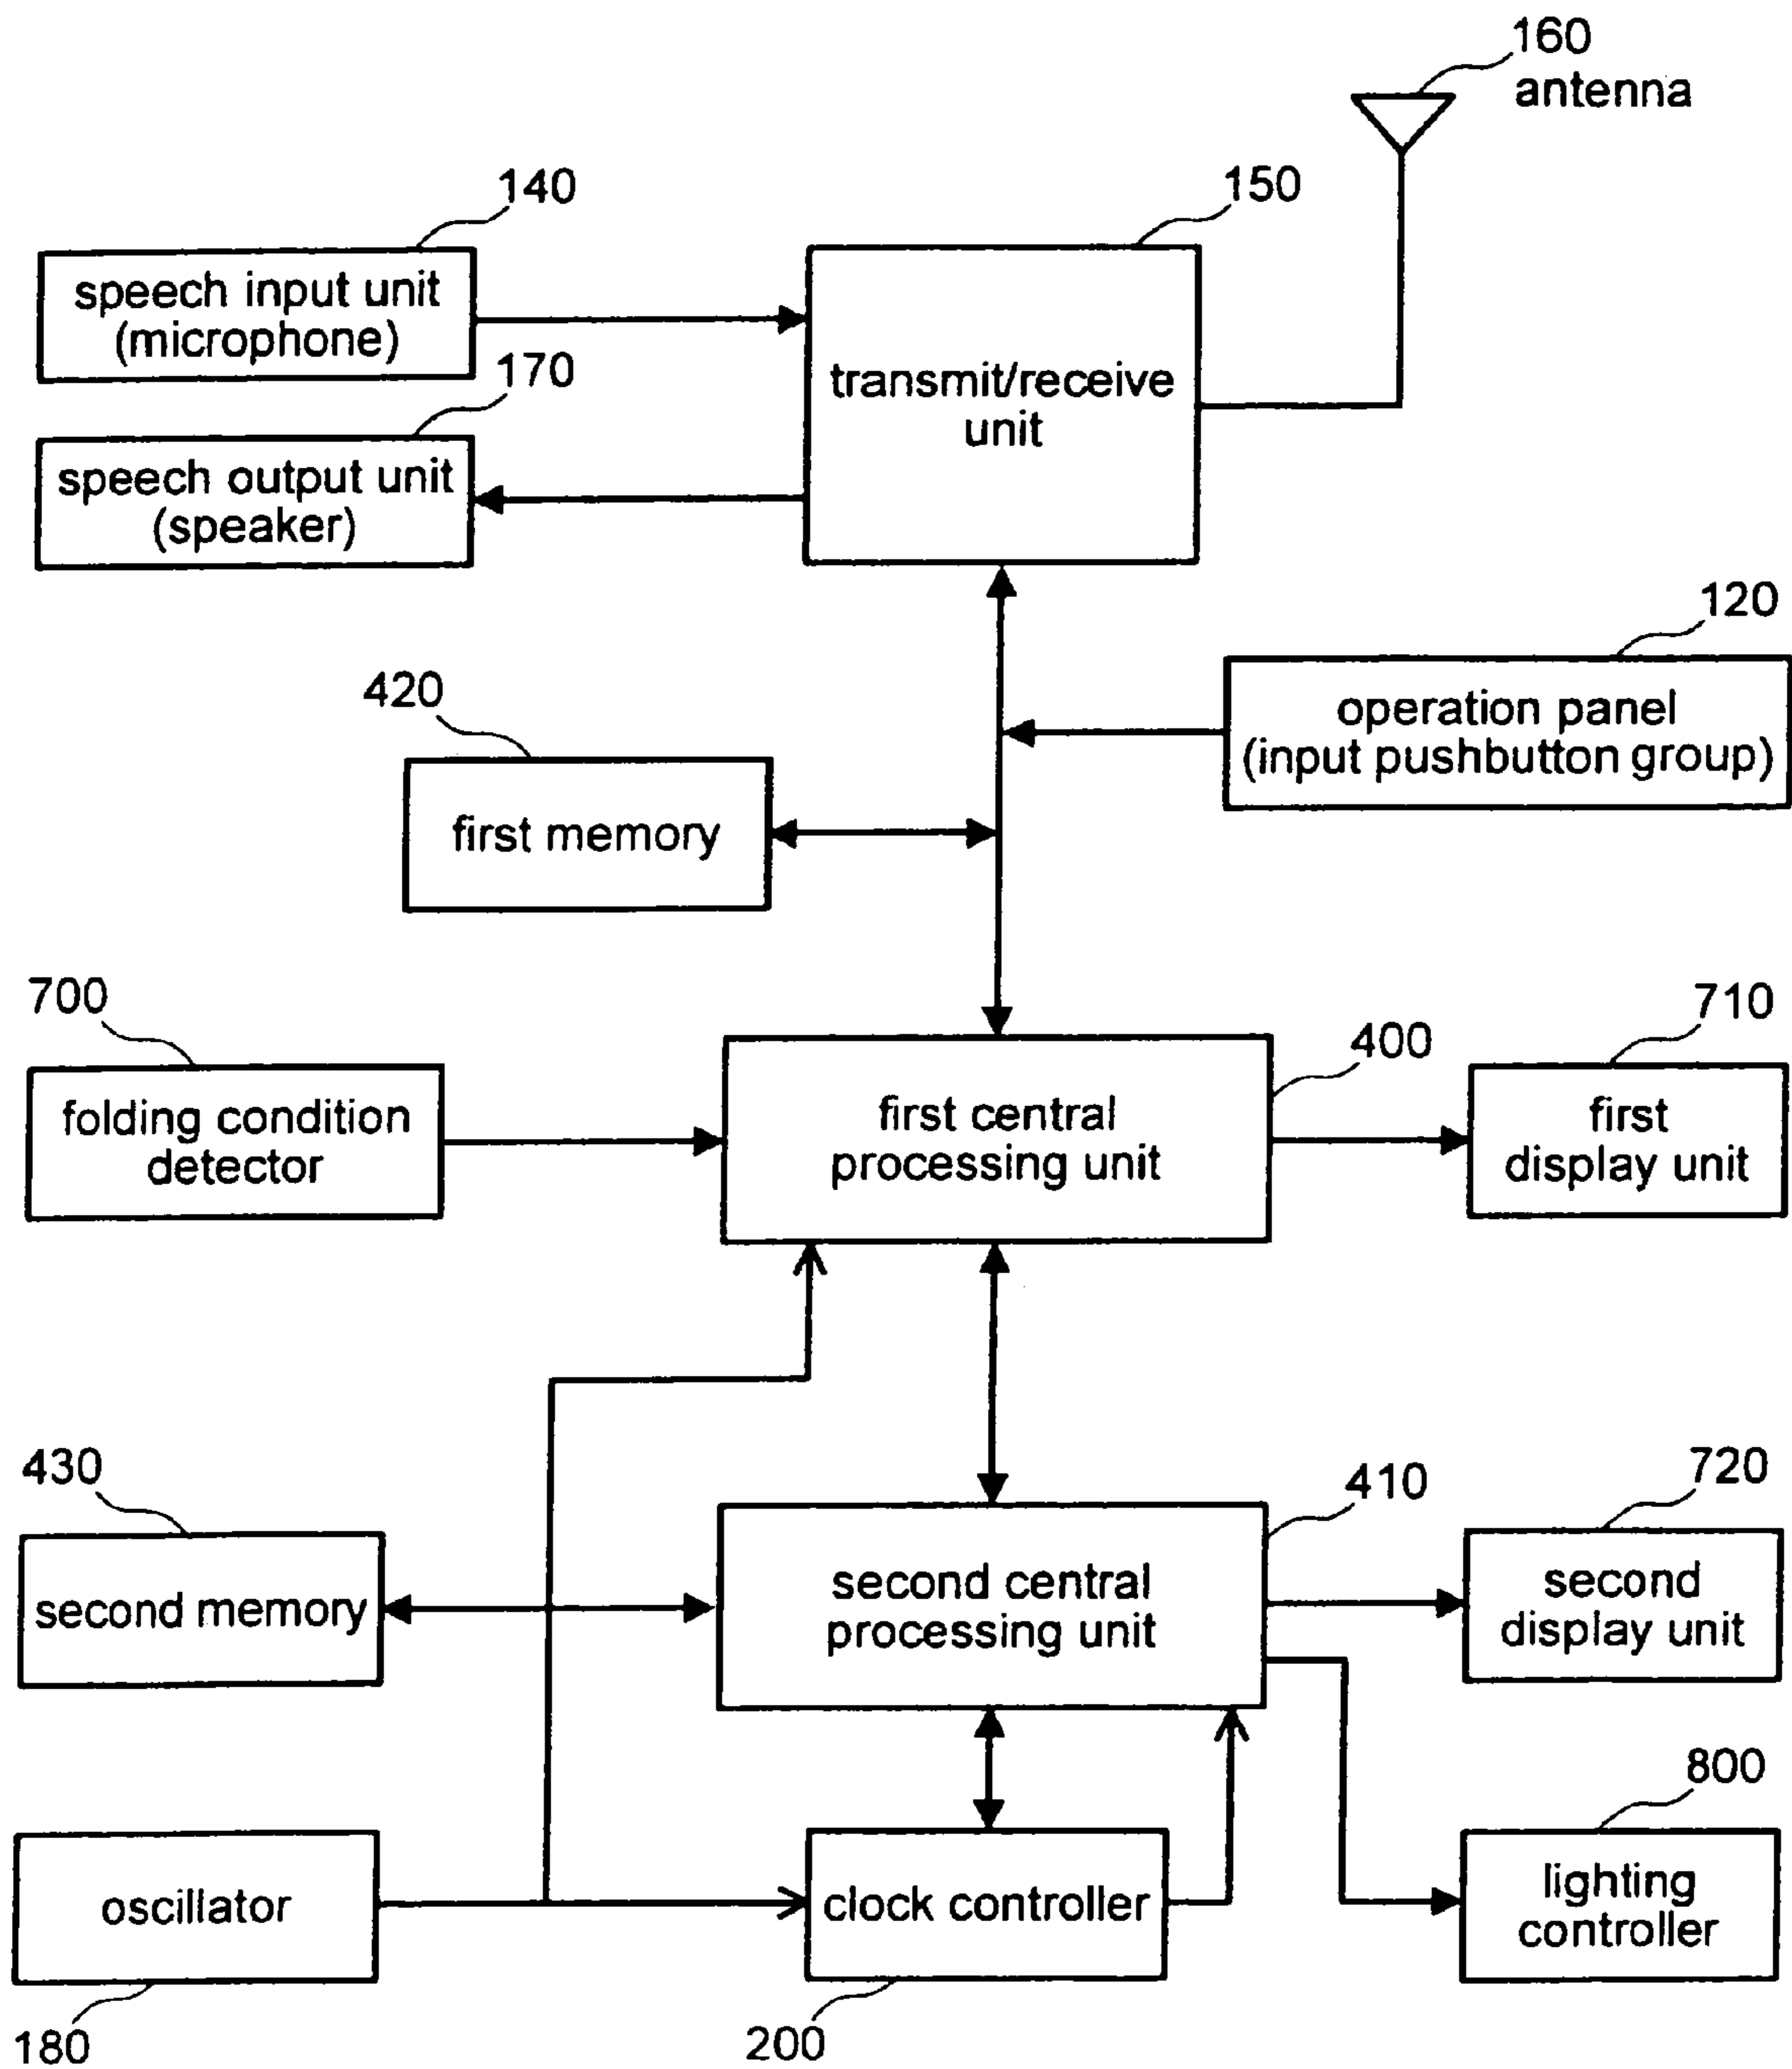 160
antenna
140
150
speech input unit
(microphone)
170
transmit/receive
unit
speech output unit
(speaker)
120
420
operation panel
(input pushbutton group)
first memory
700
710
400
folding condition
detector
first central
processing unit
first
display unit
430
720
410
second memory
second central
processing unit
second
display unit
800
oscillator
clock controller
lighting
controller
180
200